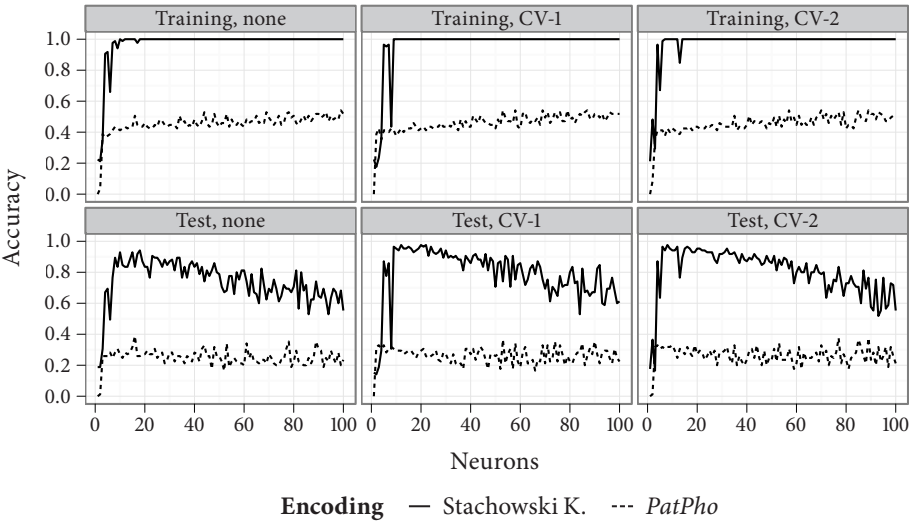 Training, none Training, CV-1 Training, CV-2
1.0
0.8
0.6
0.4
0.2
0.0
Test, none Test, CV-1 Test, CV-2
1.0
0.8
0.6
0.4
0.2
0.0
0 20 40 60 80 100 0 20 40 60 80 100 0 20 40 60 80 100
Accuracy
Neurons
Encoding Stachowski K. PatPho